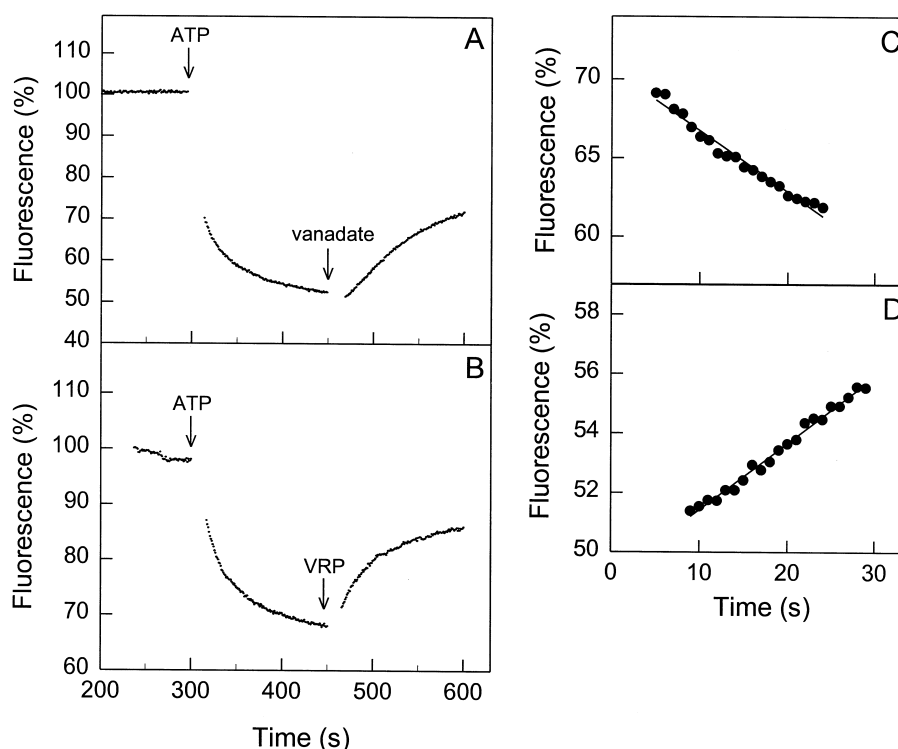 A
ATP
vanadate
Fluorescence (%)
110
100
90
80
70
60
50
40
B
ATP
VRP
Fluorescence (%)
110
100
90
80
70
60
200
300
400
500
600
Time (s)
C
Fluorescence (%)
70
65
60
D
Fluorescence (%)
58
56
54
52
50
0
10
20
30
Time (s)